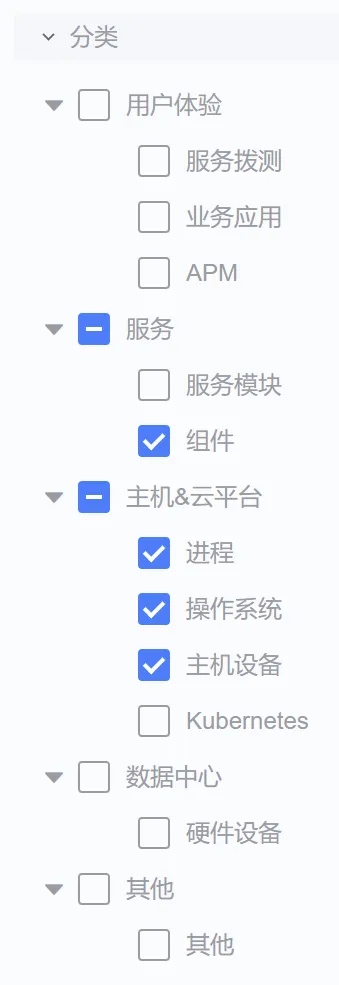 分类
用户体验
服务拨测
业务应用
APM
服务
服务模块
组件
主机&云平台
进程
操作系统
主机设备
Kubernetes
数据中心
硬件设备
其他
其他